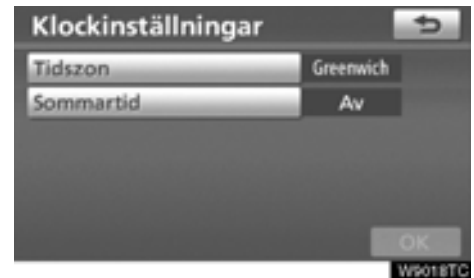 Klockinställningar
Tidszon Greenwich
Sommartid Av
OK
W9018TC